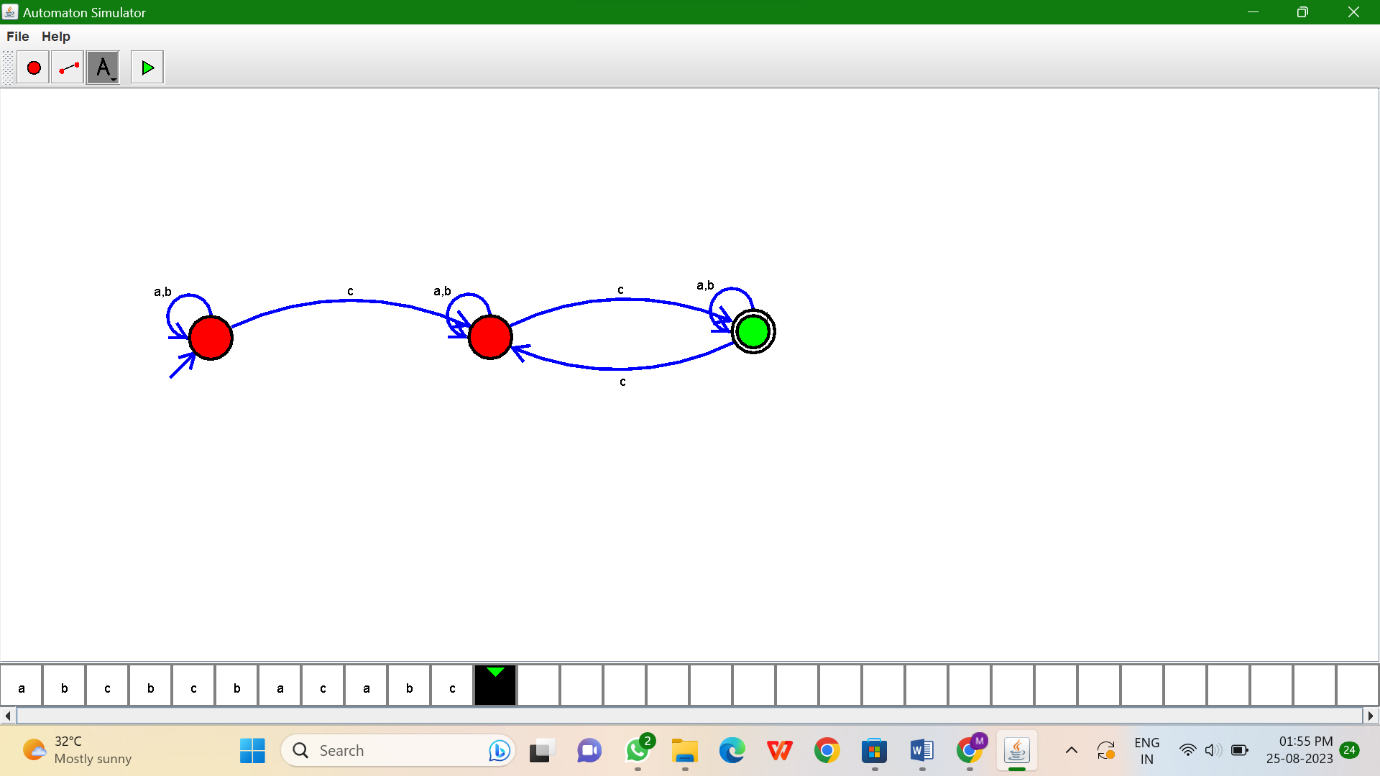 Automaton Simulator
File Help
A
a,b
c
a,b
c
a,b
c
a b c b c b a c a b c
32°C
Mostly sunny
Search
2
W
M
ENG
IN
01:55 PM
25-08-2023
24